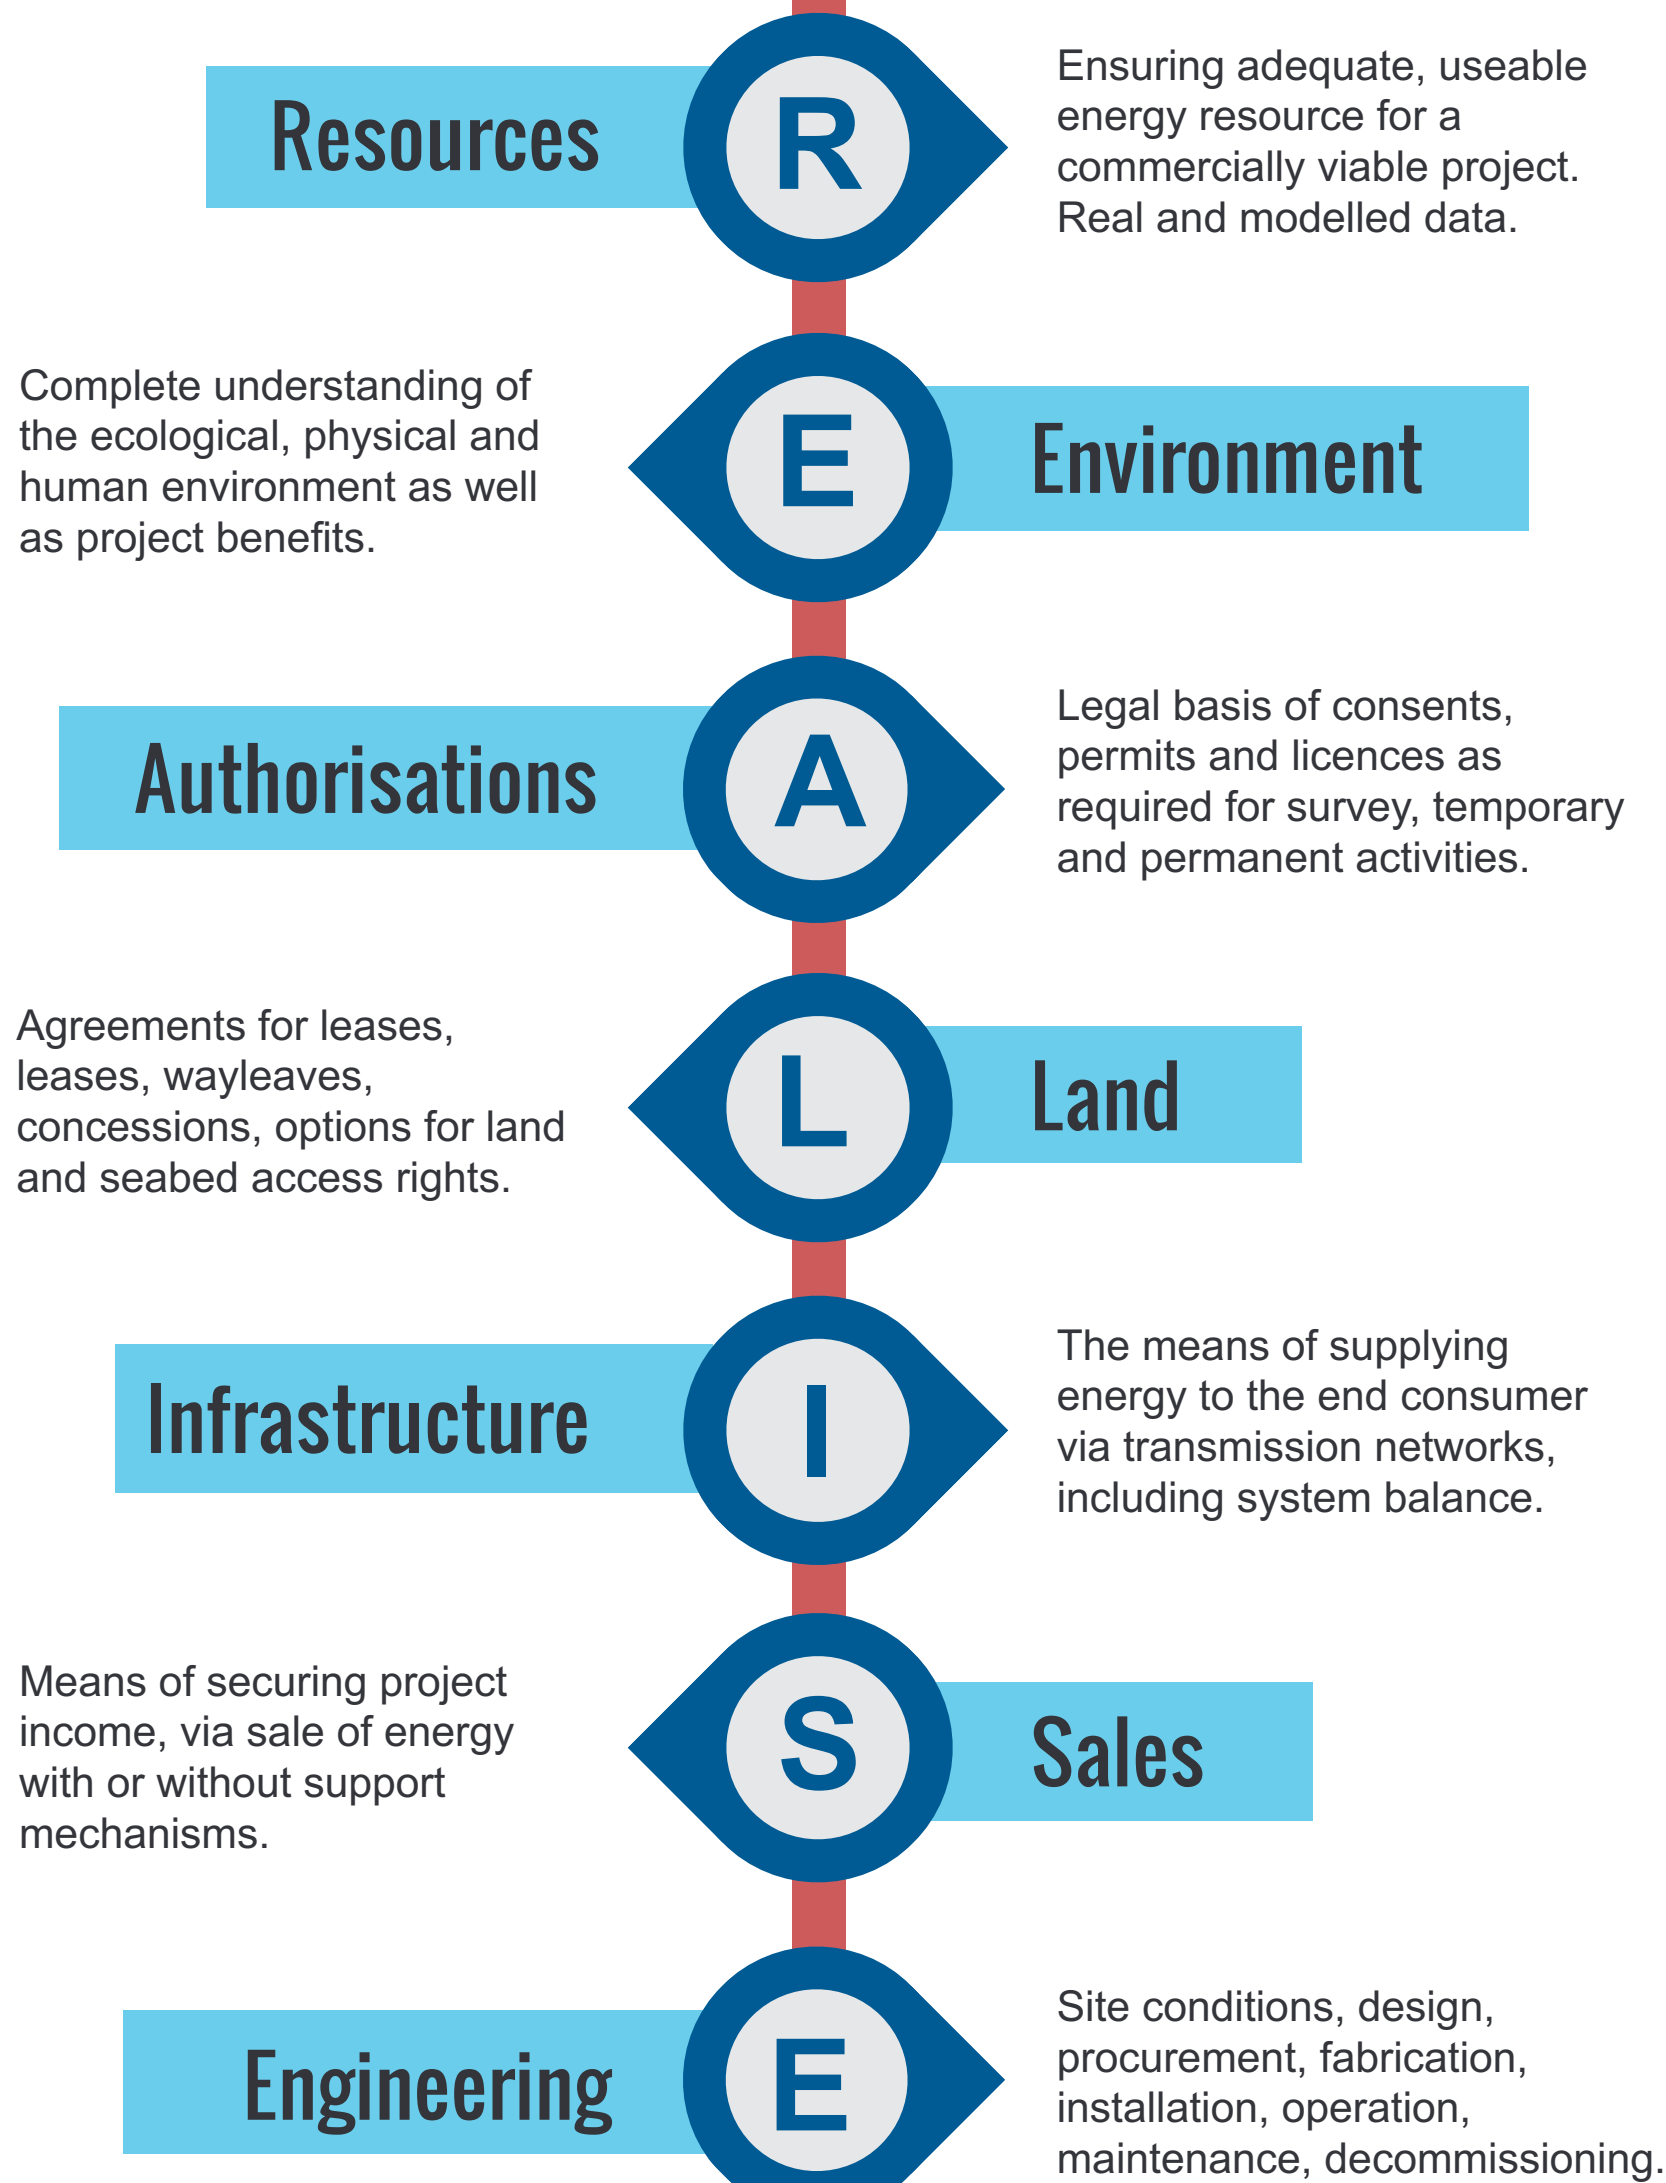 Resources
R
Ensuring adequate, useable
energy resource for a
commercially viable project.
Real and modelled data.
Complete understanding of
the ecological, physical and
human environment as well
as project benefits.
E
Environment
Authorisations
A
Legal basis of consents,
permits and licences as
required for survey, temporary
and permanent activities.
Agreements for leases,
leases, wayleaves,
concessions, options for land
and seabed access rights.
L
Land
Infrastructure
I
The means of supplying
energy to the end consumer
via transmission networks,
including system balance.
Means of securing project
income, via sale of energy
with or without support
mechanisms.
S
Sales
Engineering
E
Site conditions, design,
procurement, fabrication,
installation, operation,
maintenance, decommissioning.